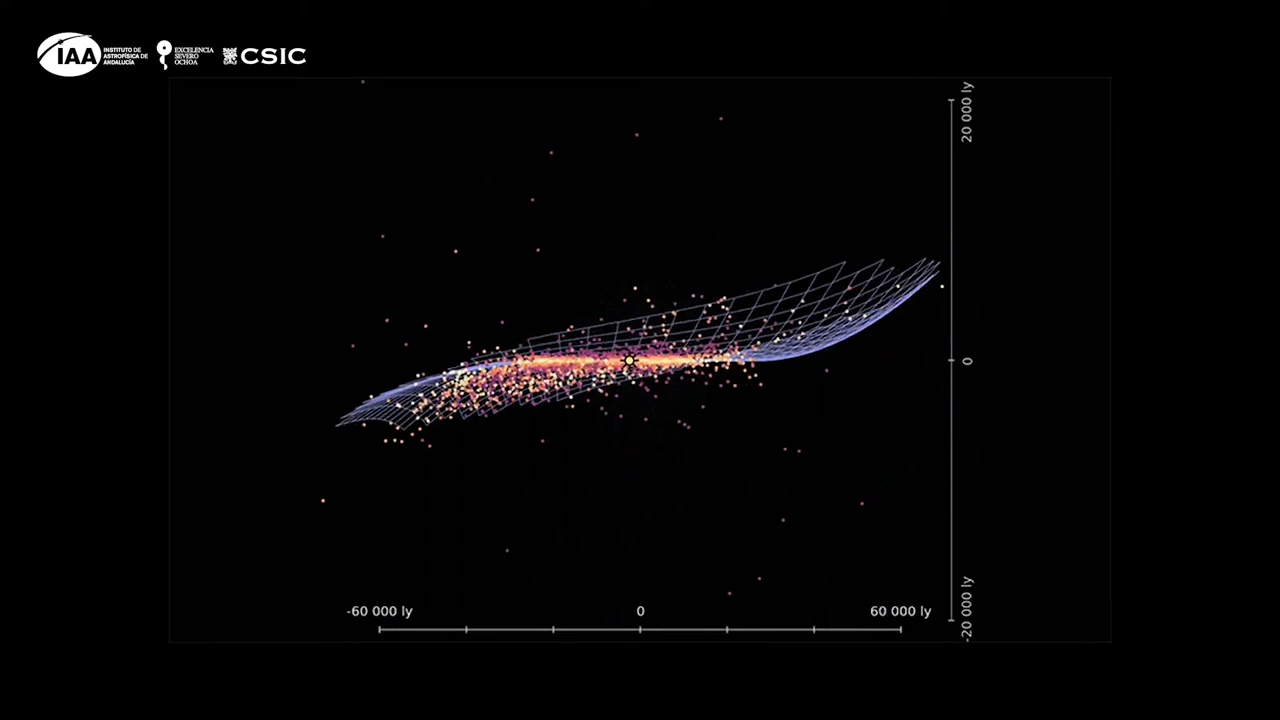 IAA
INSTITUTO DE
ASTROFÍSICA DE
ANDALUCÍA
EXCELENCIA
SEVERO
OCHOA
CSIC
20 000 ly
0
-20 000 ly
-60 000 ly 0 60 000 ly